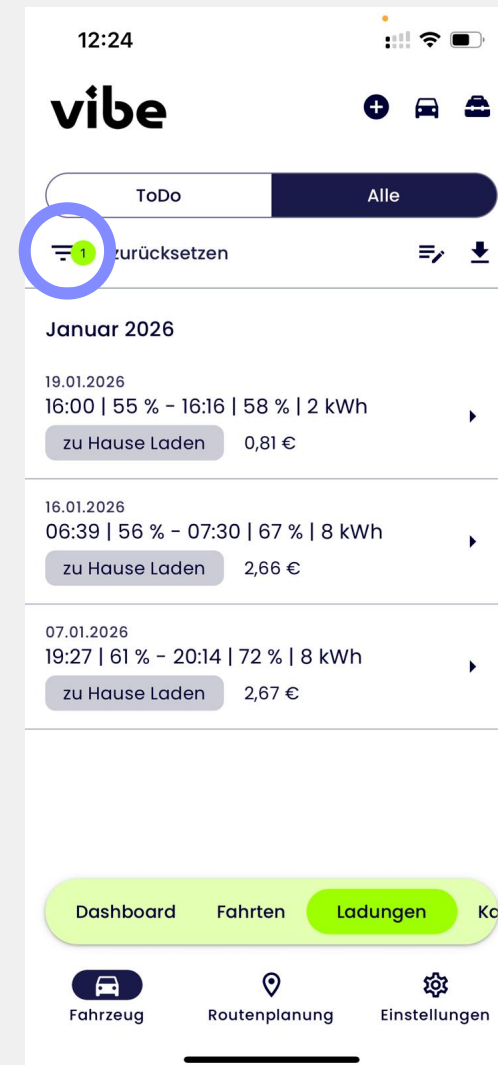 12:24
vibe
ToDo Alle
1 zurücksetzen
Januar 2026
19.01.2026
16:00 | 55 % - 16:16 | 58 % | 2 kWh
zu Hause Laden 0,81 €
16.01.2026
06:39 | 56 % - 07:30 | 67 % | 8 kWh
zu Hause Laden 2,66 €
07.01.2026
19:27 | 61 % - 20:14 | 72 % | 8 kWh
zu Hause Laden 2,67 €
Dashboard Fahrten Ladungen
Fahrzeug Routenplanung Einstellungen